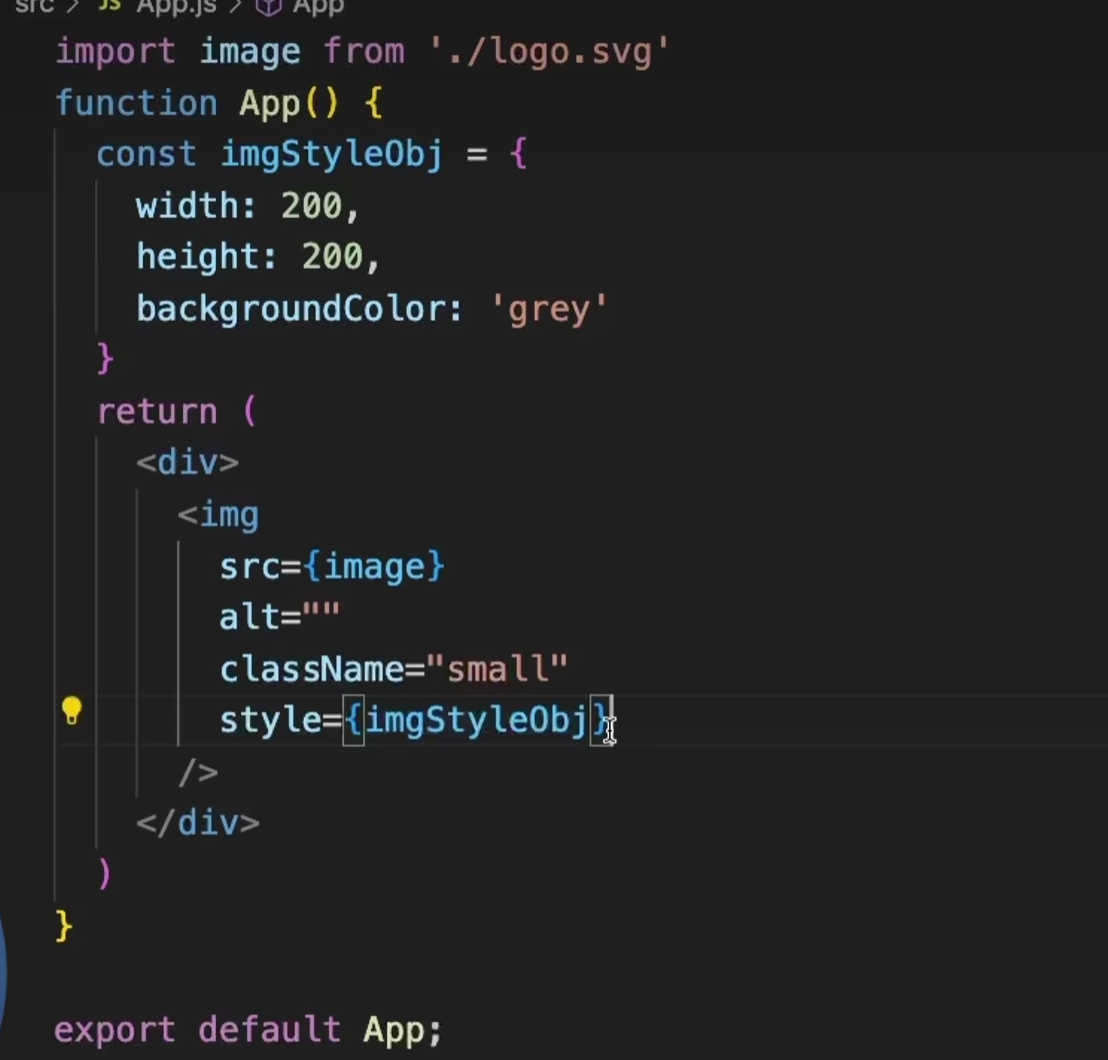 src > JS App.js > App
import image from './logo.svg'
function App() {
  const imgStyleObj = {
    width: 200,
    height: 200,
    backgroundColor: 'grey'
  }
  return (
    <div>
      <img
        src={image}
        alt=""
        className="small"
        style={imgStyleObj}
      />
    </div>
  )
}
export default App;